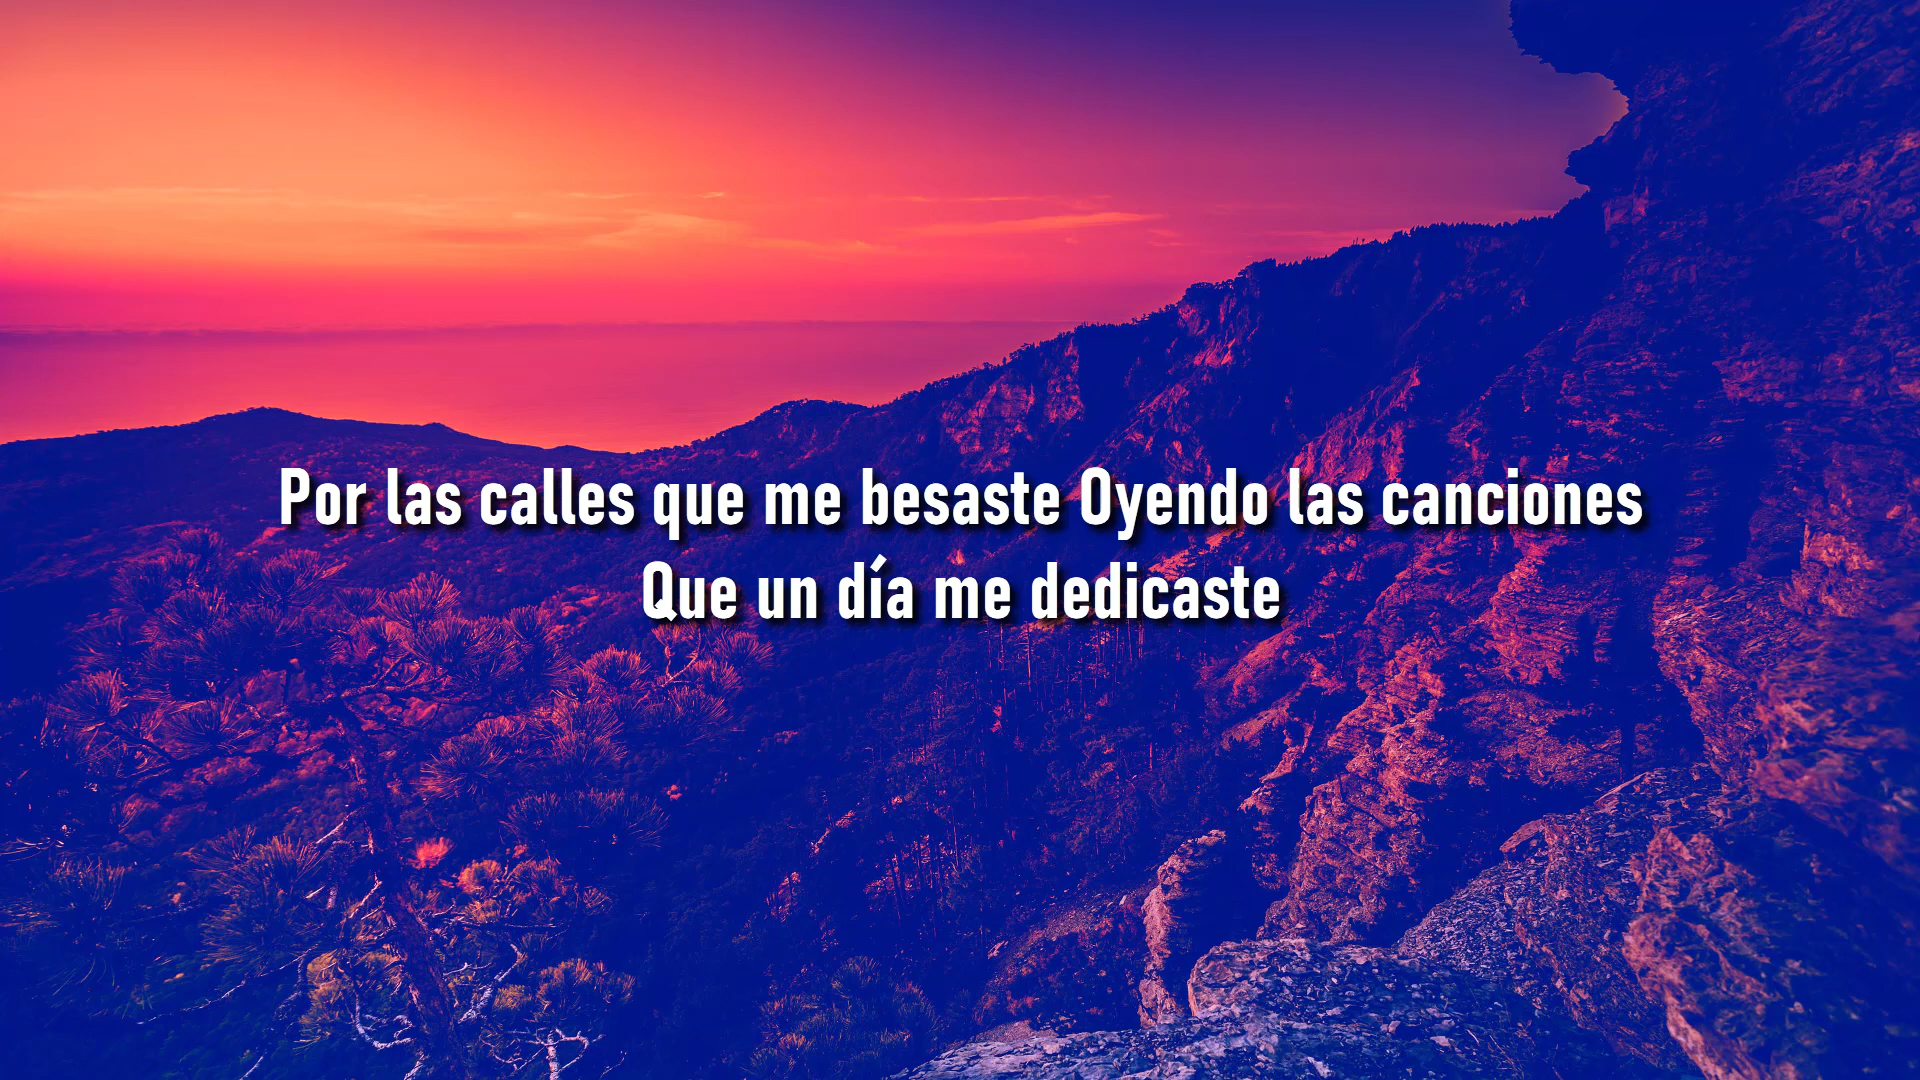 Por las calles que me besaste Oyendo las canciones
Que un día me dedicaste